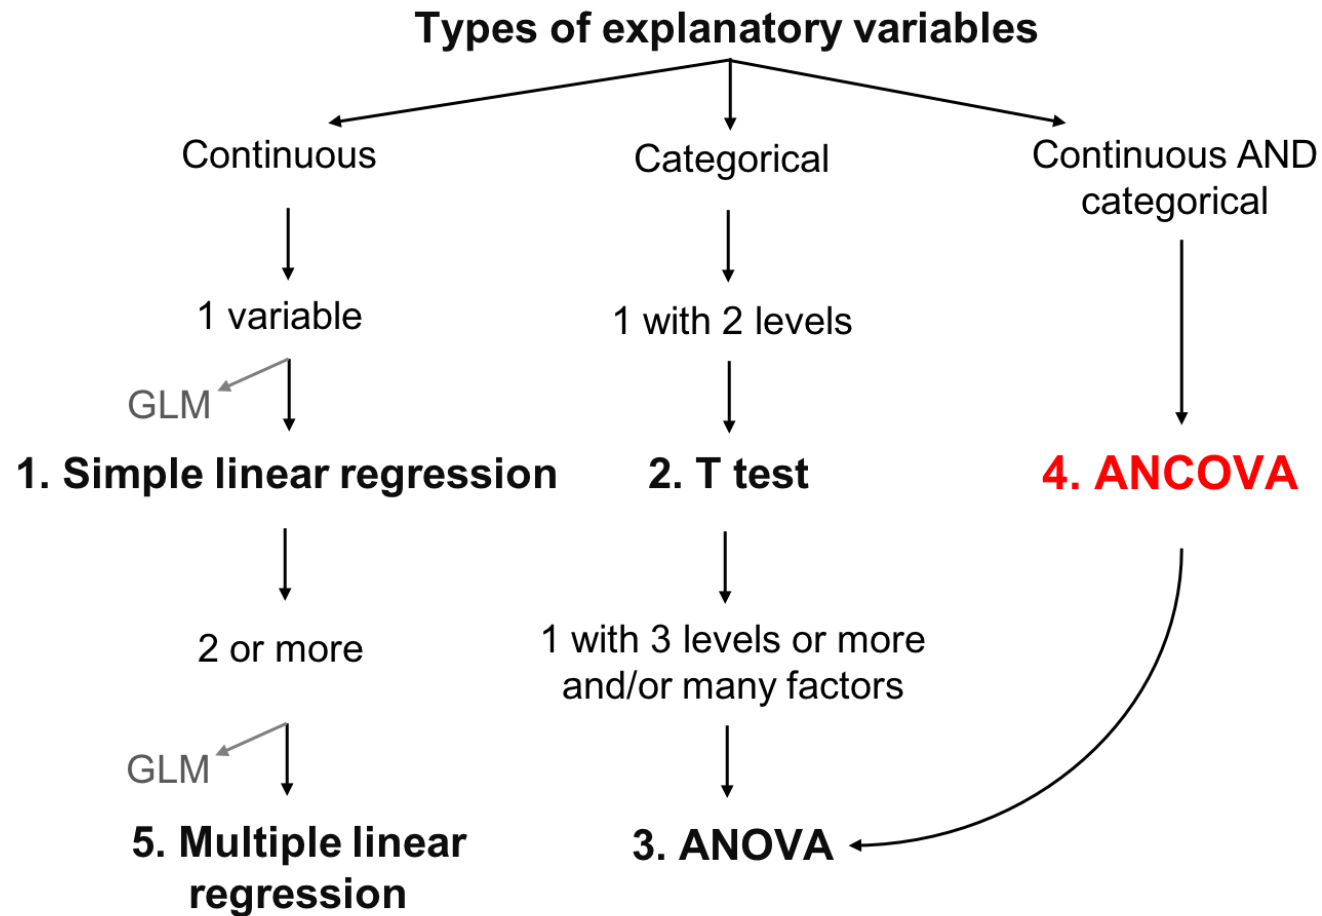 Types of explanatory variables
Continuous
Categorical
Continuous AND
categorical
1 variable
1 with 2 levels
GLM
1. Simple linear regression
2. T test
4. ANCOVA
2 or more
1 with 3 levels or more
and/or many factors
GLM
5. Multiple linear
regression
3. ANOVA